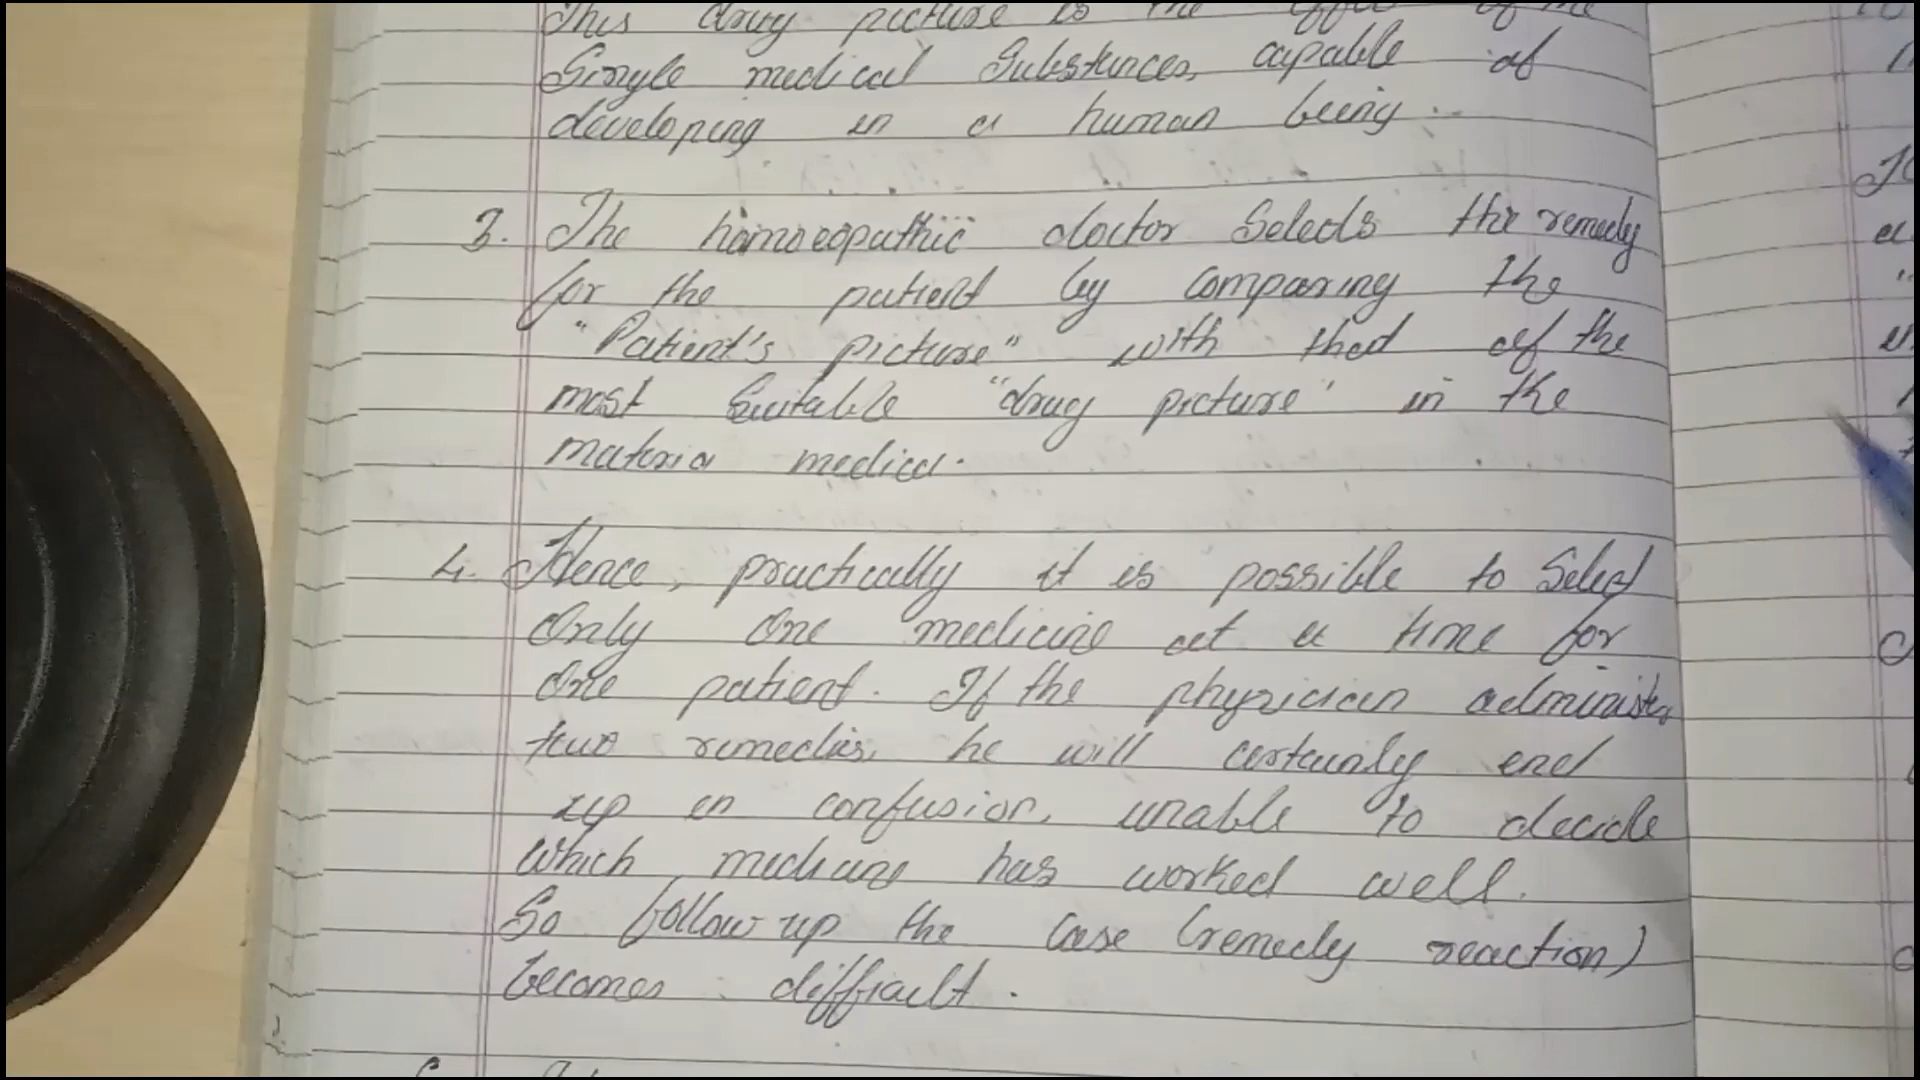 This drug picture is the effect of the
Single medical Substances, capable of
developing in a human being.
3. The homoeopathic doctor Selects the remedy
for the patient by comparing the
"Patient's picture" with that of the
most Suitable "drug picture" in the
materia medica.
4. Hence, practically it is possible to Select
Only One medicine at a time for
One patient. If the physician administer
two remedies, he will certainly end
up in confusion, unable to decide
which medicine has worked well.
So follow up the Case (remedy reaction)
becomes difficult.